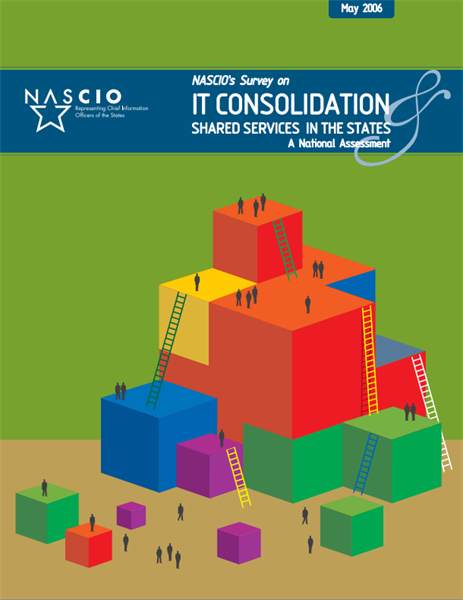 May 2006
NASCIO
Representing Chief Information
Officers of the States
NASCIO's Survey on
IT CONSOLIDATION &
SHARED SERVICES IN THE STATES
A National Assessment